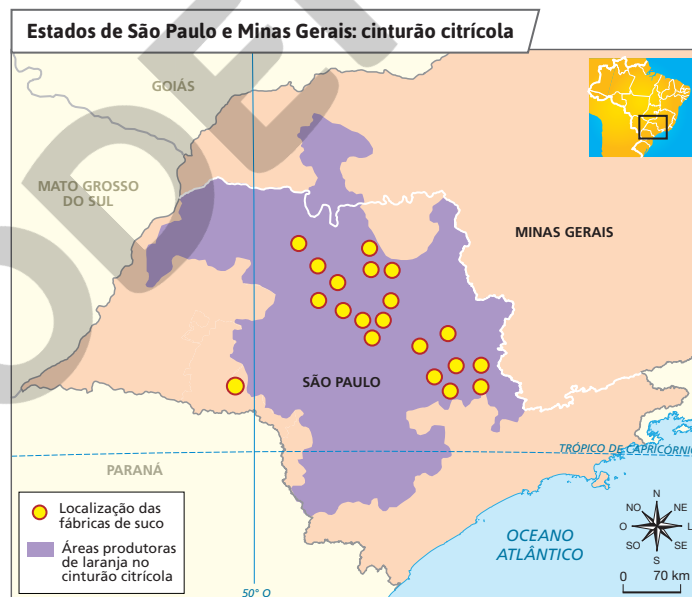 Estados de São Paulo e Minas Gerais: cinturão citrícola
GOIÁS
MATO GROSSO
DO SUL
MINAS GERAIS
SÃO PAULO
TRÓPICO DE CAPRICÓRNIO
PARANÁ
OCEANO
ATLÂNTICO
Localização das
fábricas de suco
Áreas produtoras
de laranja no
cinturão citrícola
N
NO
NE
O
L
SO
SE
S
0 70 km
50° O